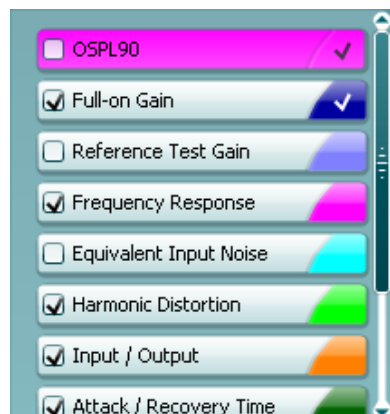 OSPL90
Full-on Gain
Reference Test Gain
Frequency Response
Equivalent Input Noise
Harmonic Distortion
Input / Output
Attack / Recovery Time